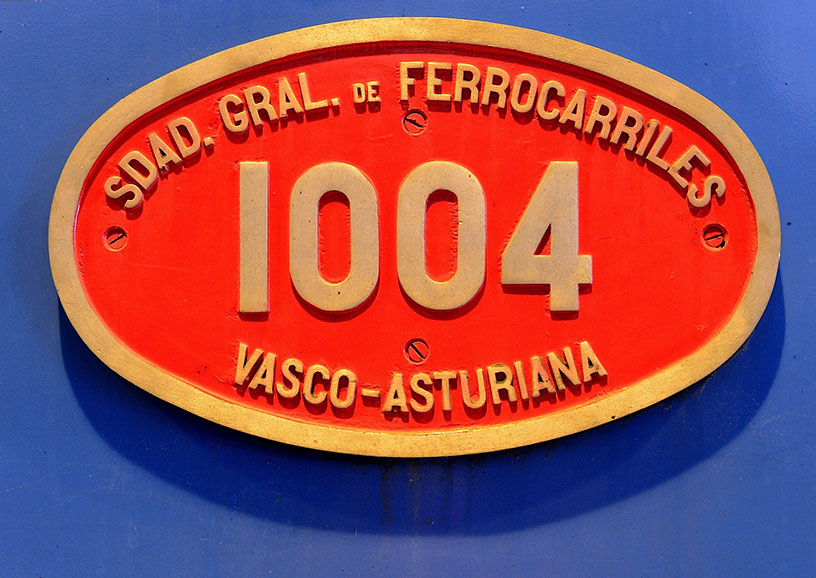 SDAD. GRAL. DE FERROCARRILES
1004
VASCO-ASTURIANA